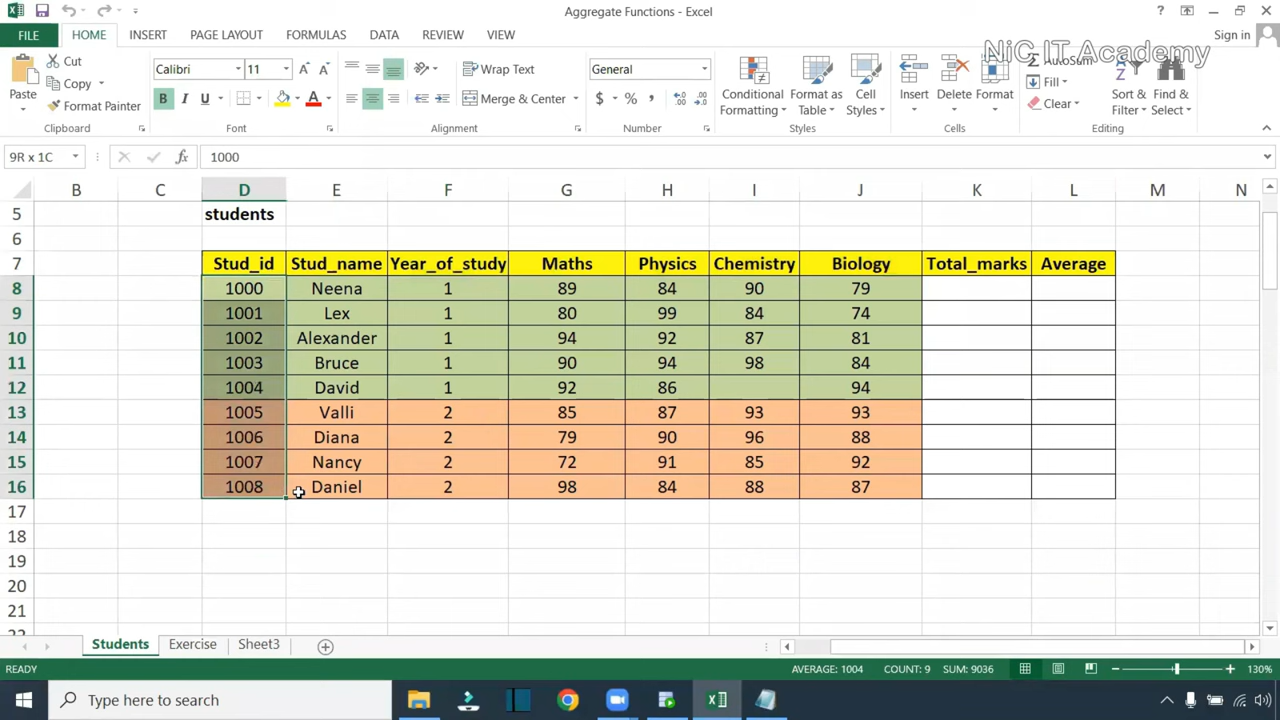 Aggregate Functions - Excel
?
FILE HOME INSERT PAGE LAYOUT FORMULAS DATA REVIEW VIEW Sign in
NiC IT Academy
Paste
Cut
Copy
Format Painter
Calibri 11
B I U A
Wrap Text
Merge & Center
General
$ % ,
Conditional Formatting
Format as Table
Cell Styles
Insert
Delete
Format
AutoSum
Fill
Clear
Sort & Filter
Find & Select
Clipboard Font Alignment Number Styles Cells Editing
9R x 1C fx 1000
B C D E F G H I J K L M N
5 students
6
7 Stud_id Stud_name Year_of_study Maths Physics Chemistry Biology Total_marks Average
8 1000 Neena 1 89 84 90 79
9 1001 Lex 1 80 99 84 74
10 1002 Alexander 1 94 92 87 81
11 1003 Bruce 1 90 94 98 84
12 1004 David 1 92 86 94
13 1005 Valli 2 85 87 93 93
14 1006 Diana 2 79 90 96 88
15 1007 Nancy 2 72 91 85 92
16 1008 Daniel 2 98 84 88 87
17
18
19
20
21
22
Students Exercise Sheet3
READY AVERAGE: 1004 COUNT: 9 SUM: 9036 130%
Type here to search